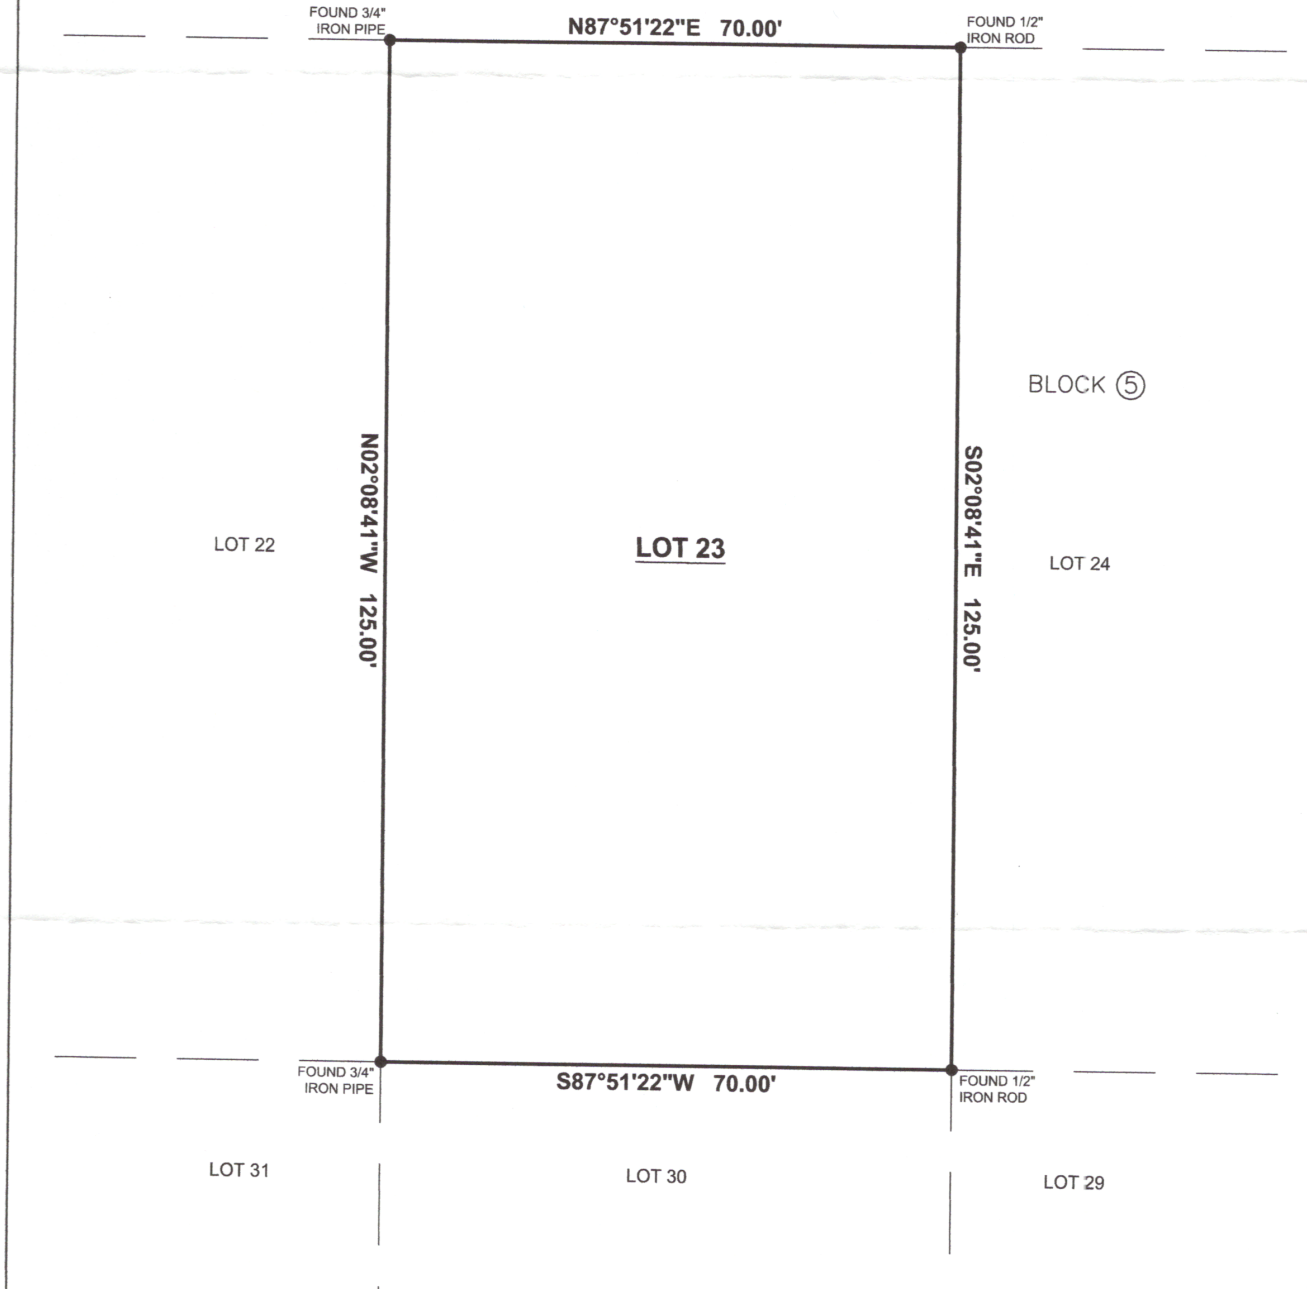 FOUND 3/4"
IRON PIPE
N87°51'22"E 70.00'
FOUND 1/2"
IRON ROD
BLOCK 5
N02°08'41"W 125.00'
S02°08'41"E 125.00'
LOT 22
LOT 23
LOT 24
FOUND 3/4"
IRON PIPE
S87°51'22"W 70.00'
FOUND 1/2"
IRON ROD
LOT 31
LOT 30
LOT 29